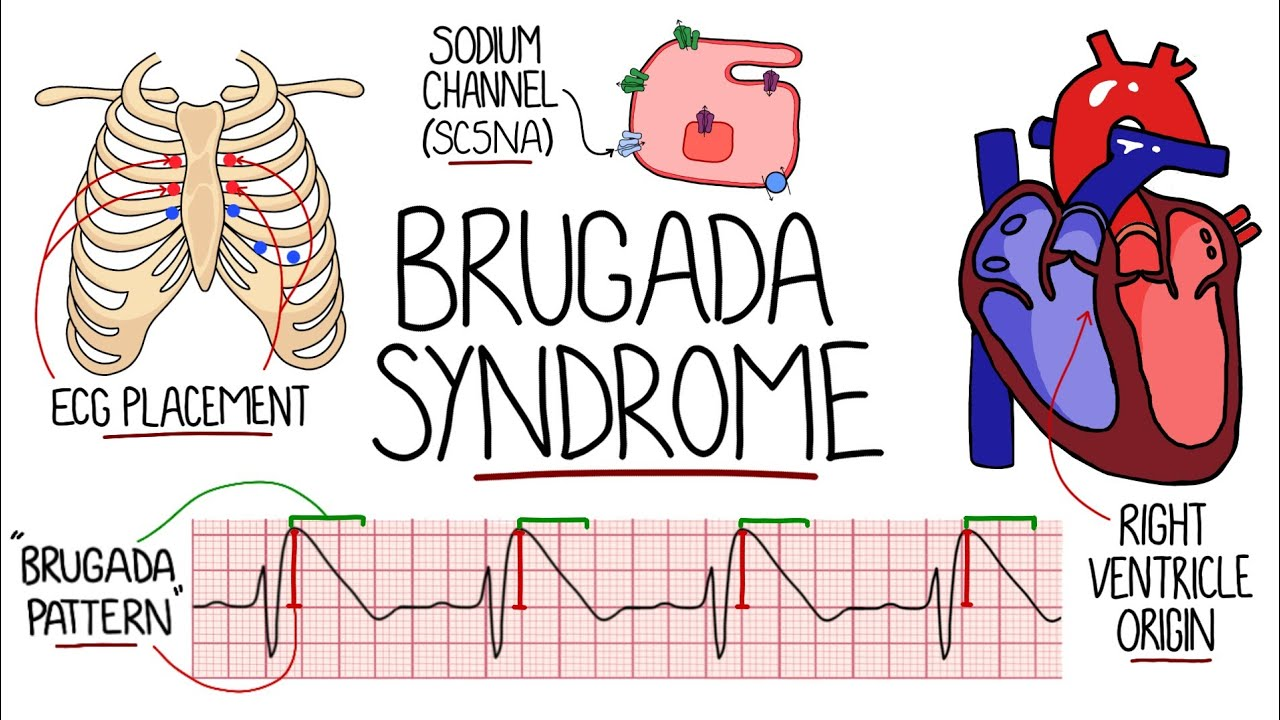 SODIUM
CHANNEL
(SC5NA)
BRUGADA
SYNDROME
ECG PLACEMENT
"BRUGADA
PATTERN"
RIGHT
VENTRICLE
ORIGIN